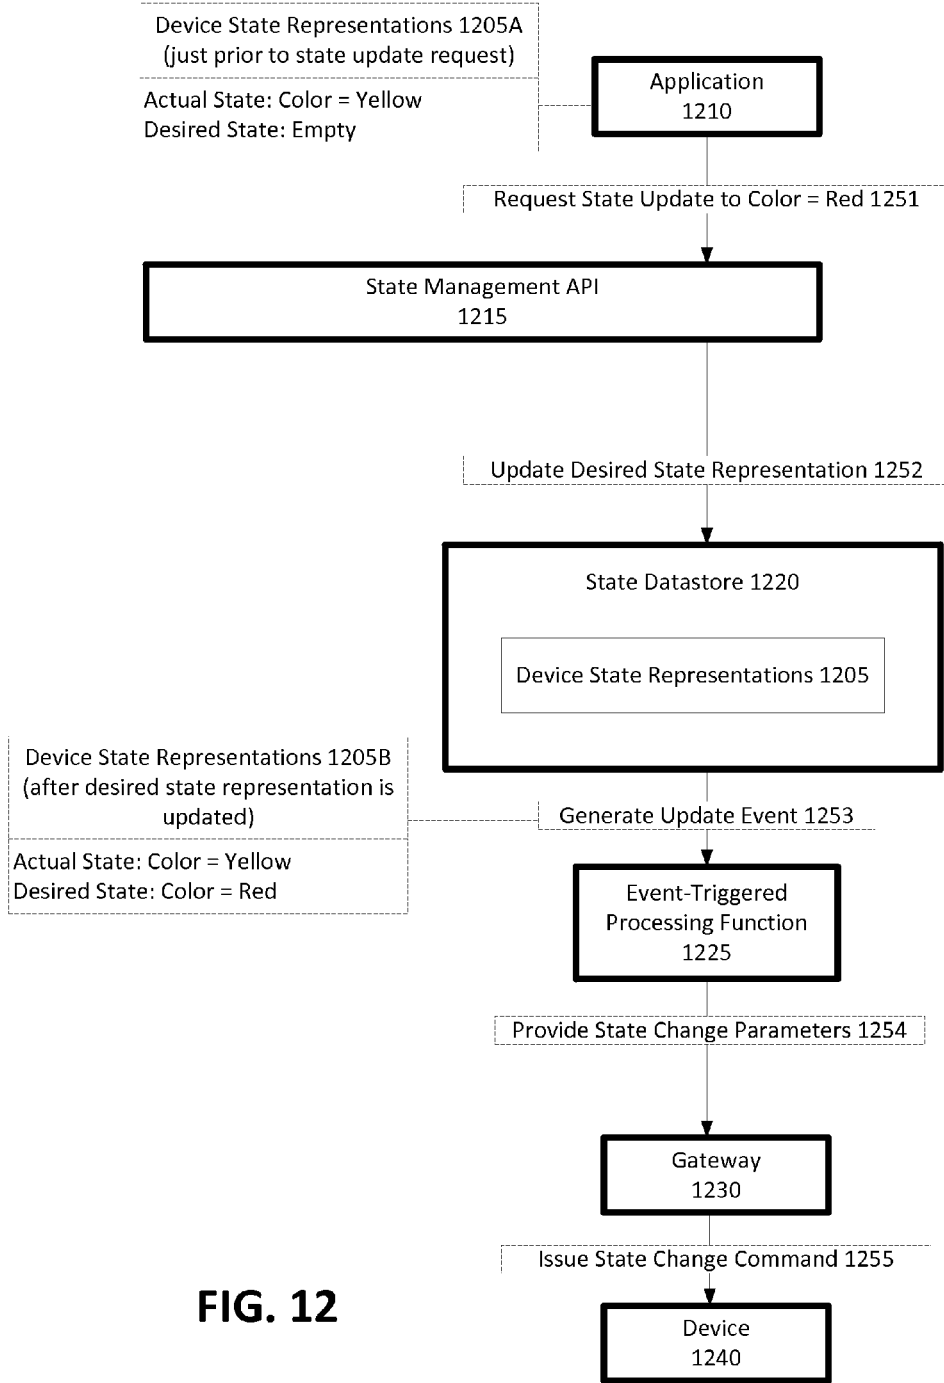 Device State Representations 1205A
(just prior to state update request)
Actual State: Color = Yellow
Desired State: Empty
Application
1210
Request State Update to Color = Red 1251
State Management API
1215
Update Desired State Representation 1252
State Datastore 1220
Device State Representations 1205
Device State Representations 1205B
(after desired state representation is
updated)
Actual State: Color = Yellow
Desired State: Color = Red
Generate Update Event 1253
Event-Triggered
Processing Function
1225
Provide State Change Parameters 1254
Gateway
1230
Issue State Change Command 1255
Device
1240
FIG. 12